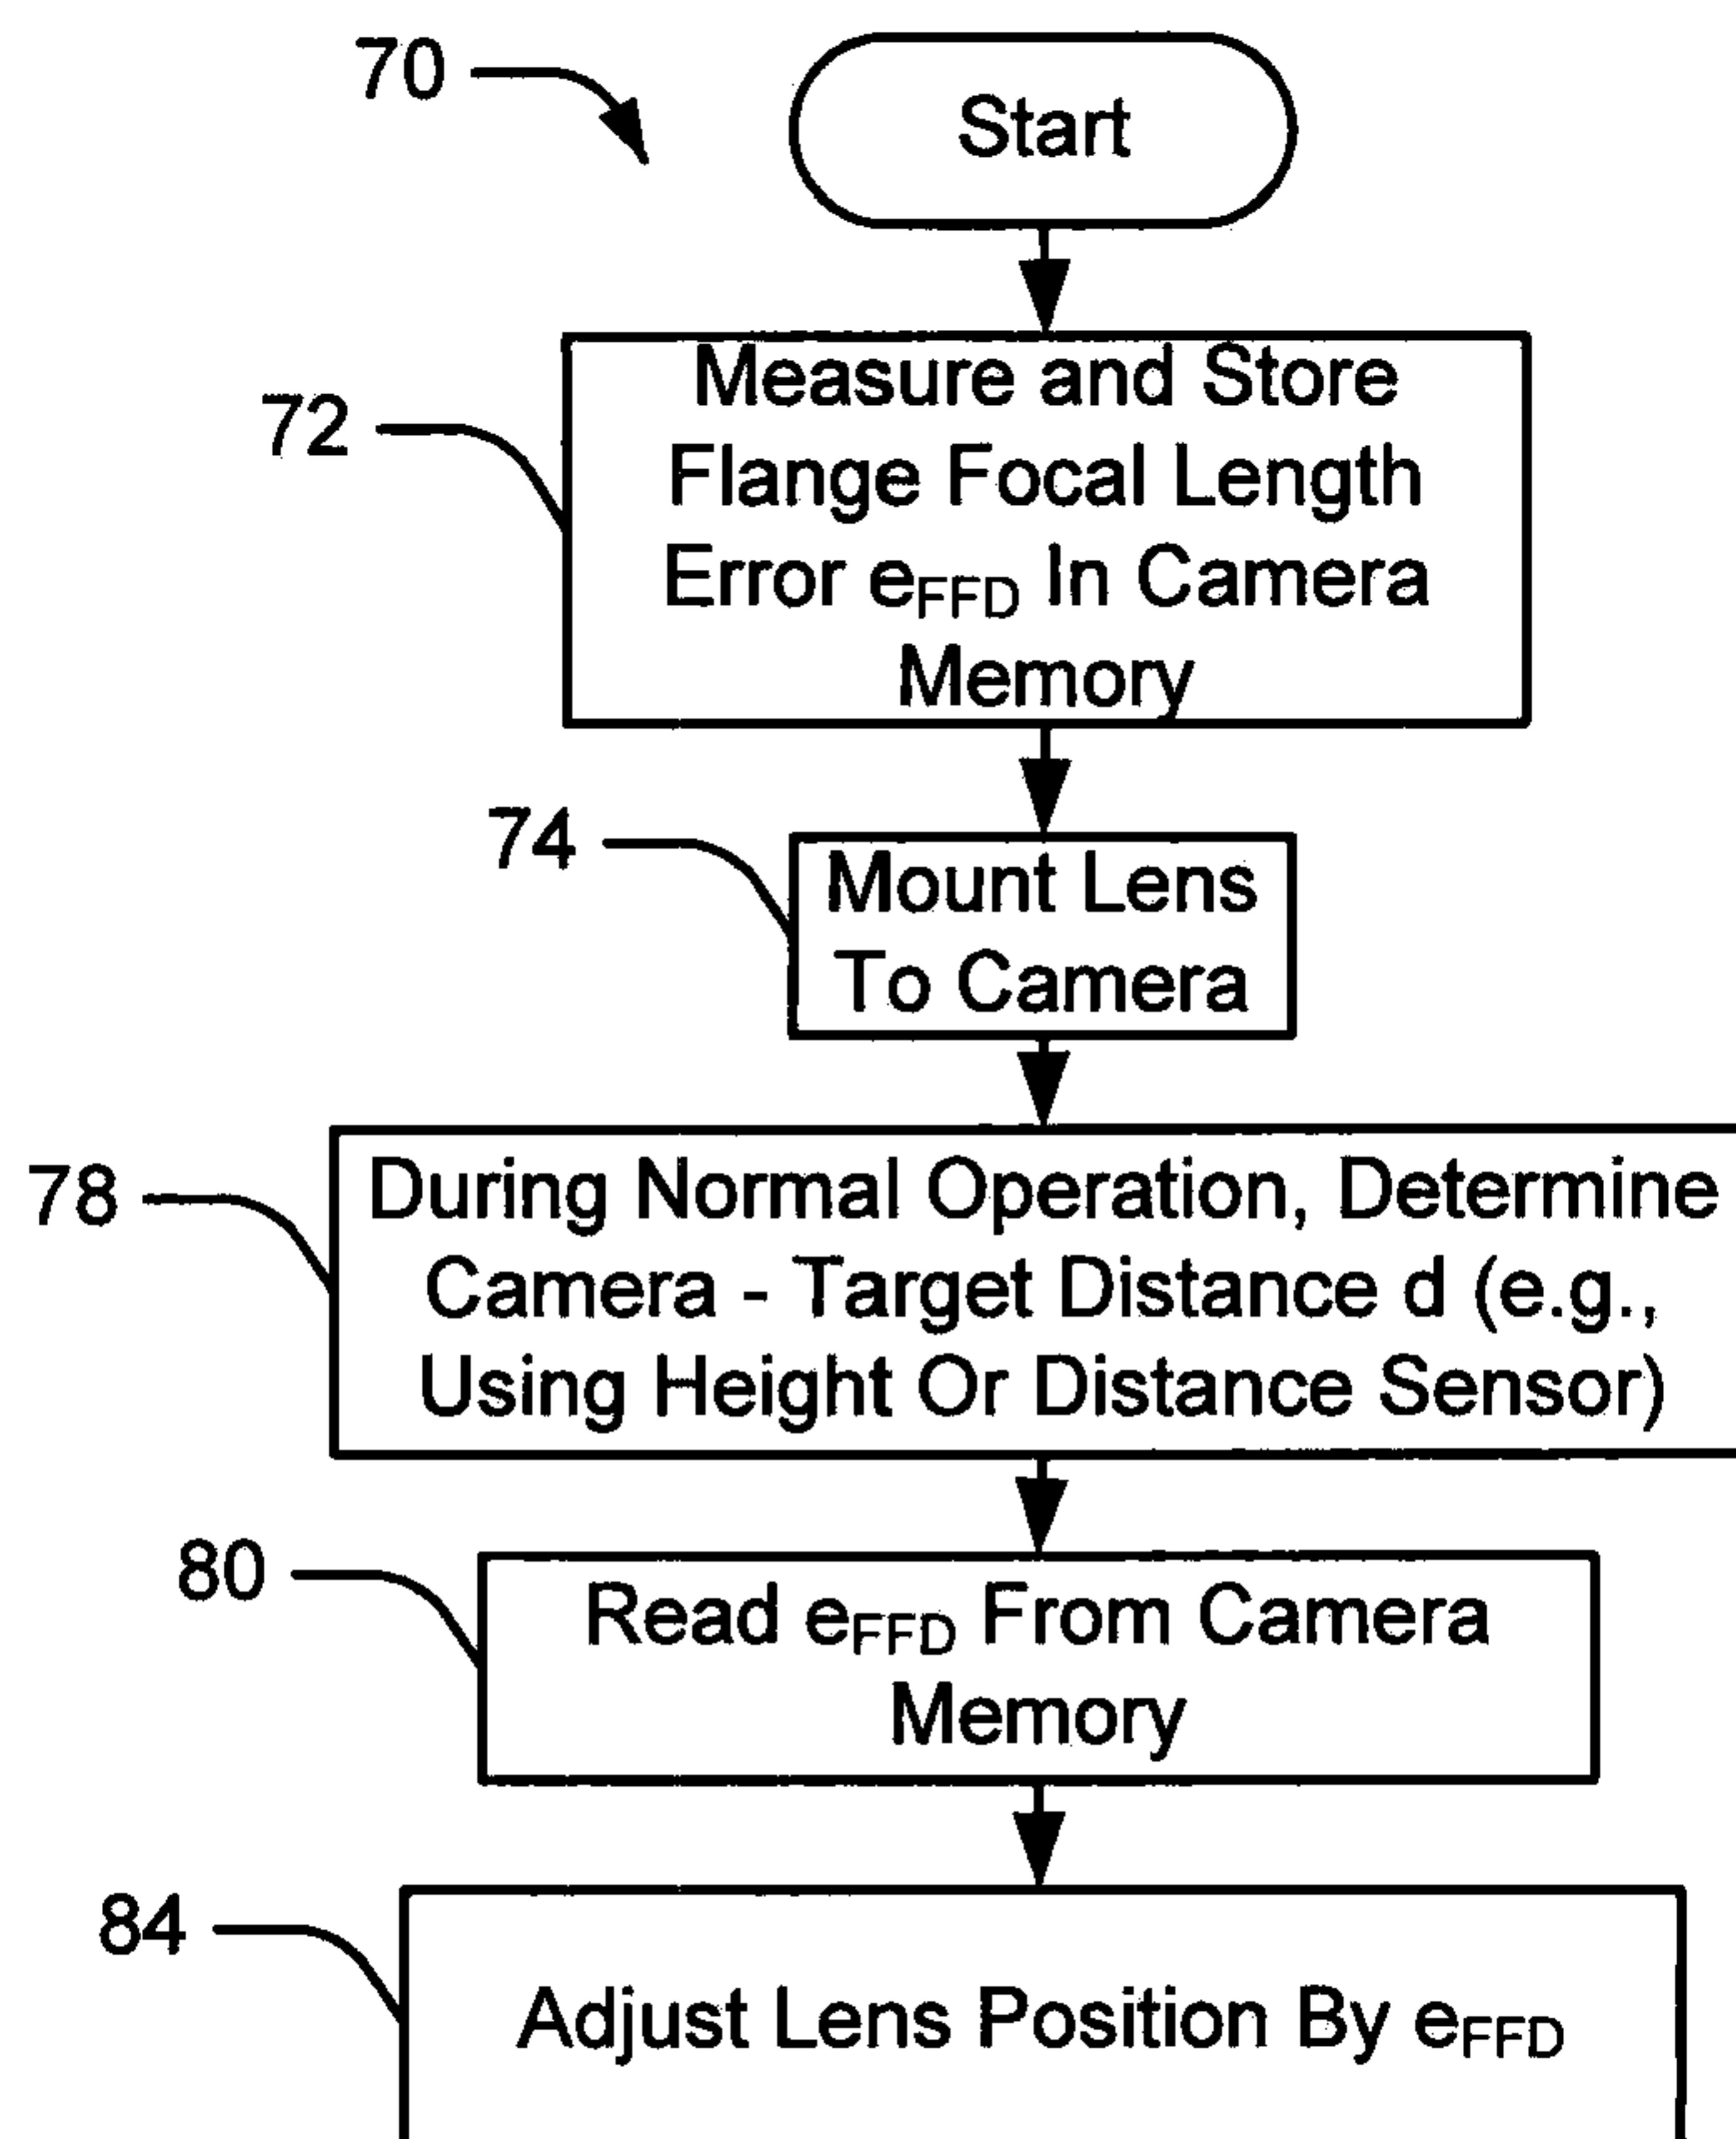 70
Start
72
Measure and Store
Flange Focal Length
Error eFFD In Camera
Memory
74
Mount Lens
To Camera
78
During Normal Operation, Determine
Camera - Target Distance d (e.g.,
Using Height Or Distance Sensor)
80
Read eFFD From Camera
Memory
84
Adjust Lens Position By eFFD